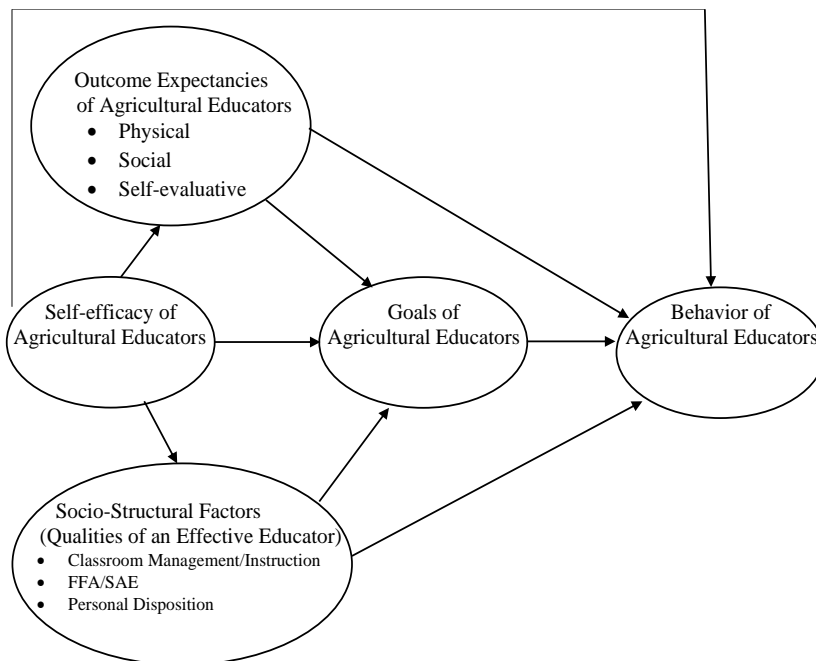 Outcome Expectancies
of Agricultural Educators
• Physical
• Social
• Self-evaluative
Self-efficacy of
Agricultural Educators
Goals of
Agricultural Educators
Behavior of
Agricultural Educators
Socio-Structural Factors
(Qualities of an Effective Educator)
• Classroom Management/Instruction
• FFA/SAE
• Personal Disposition